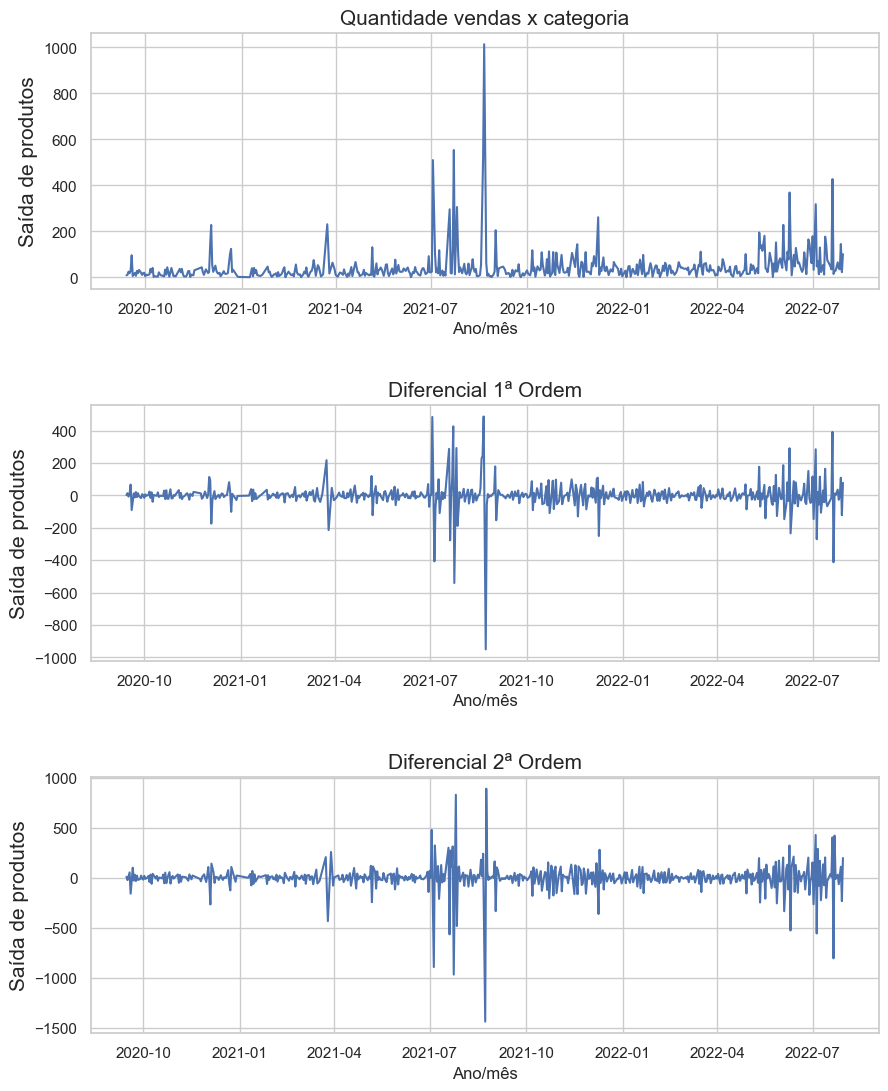 Quantidade vendas x categoria
Saída de produtos
1000
800
600
400
200
0
2020-10 2021-01 2021-04 2021-07 2021-10 2022-01 2022-04 2022-07
Ano/mês
Diferencial 1ª Ordem
Saída de produtos
400
200
0
−200
−400
−600
−800
−1000
2020-10 2021-01 2021-04 2021-07 2021-10 2022-01 2022-04 2022-07
Ano/mês
Diferencial 2ª Ordem
Saída de produtos
1000
500
0
−500
−1000
−1500
2020-10 2021-01 2021-04 2021-07 2021-10 2022-01 2022-04 2022-07
Ano/mês